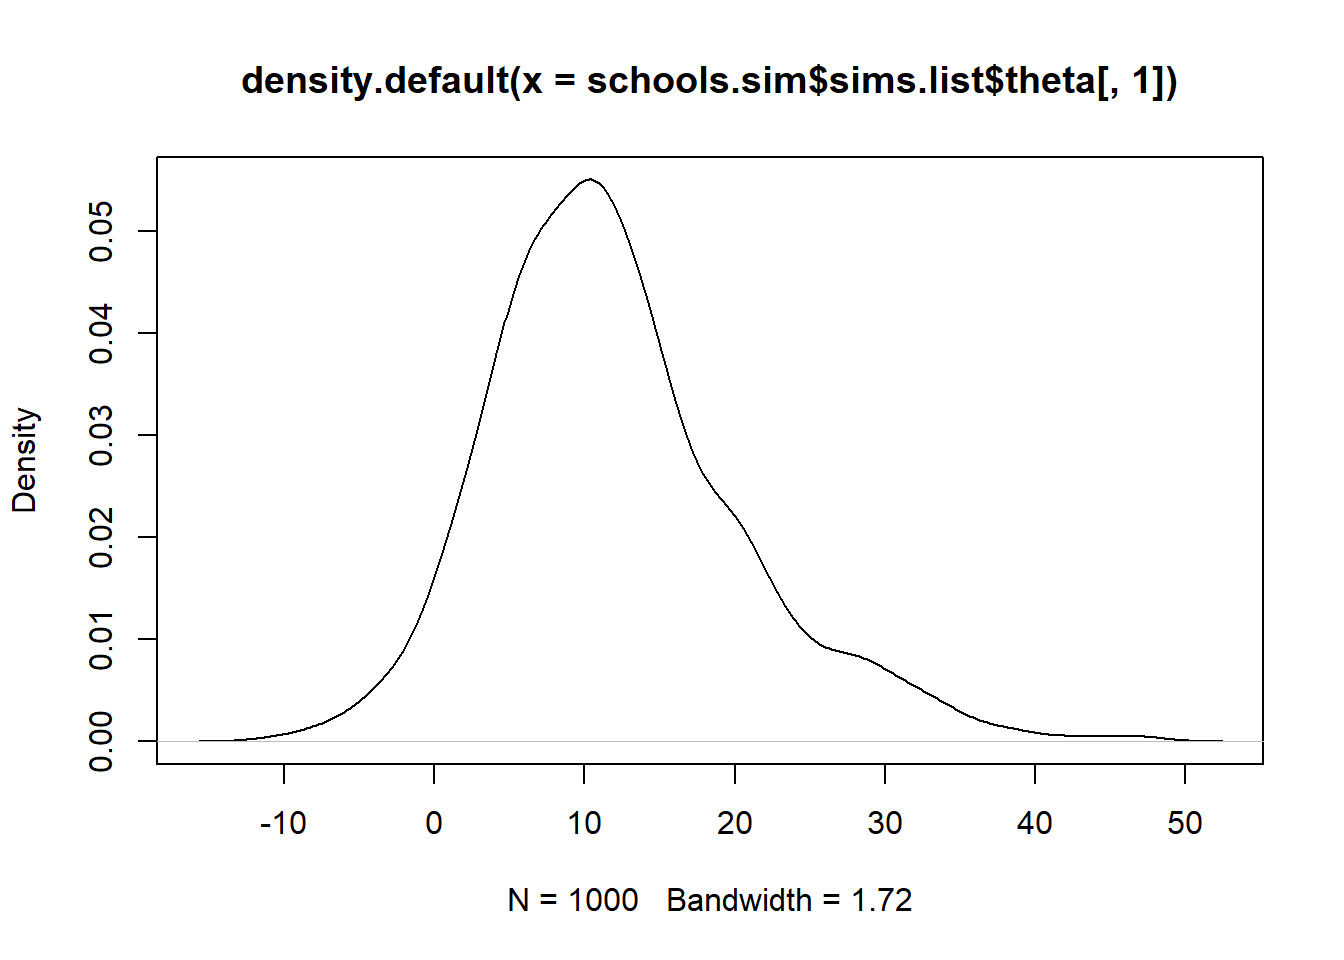 density.default(x = schools.sim$sims.list$theta[, 1])
Density
0.05
0.04
0.03
0.02
0.01
0.00
-10 0 10 20 30 40 50
N = 1000 Bandwidth = 1.72